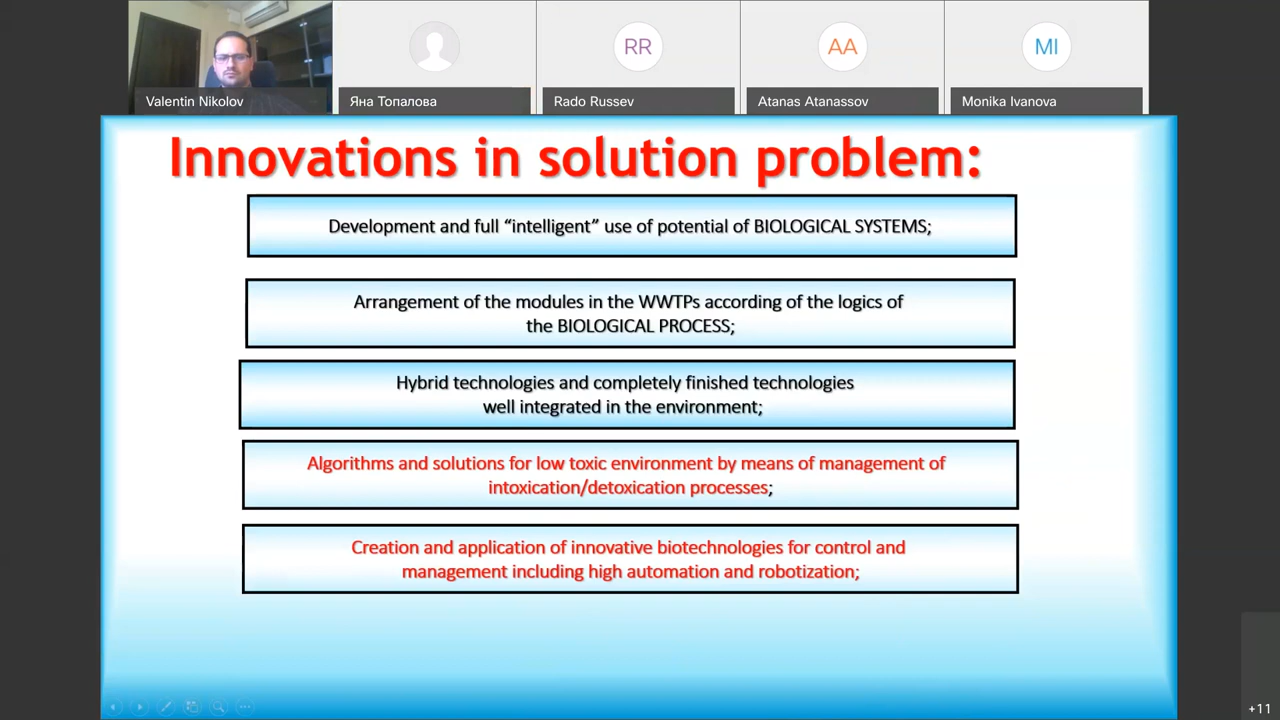 RR
AA
MI
Valentin Nikolov
Яна Топалова
Rado Russev
Atanas Atanassov
Monika Ivanova
Innovations in solution problem:
Development and full “intelligent” use of potential of BIOLOGICAL SYSTEMS;
Arrangement of the modules in the WWTPs according of the logics of
the BIOLOGICAL PROCESS;
Hybrid technologies and completely finished technologies
well integrated in the environment;
Algorithms and solutions for low toxic environment by means of management of
intoxication/detoxication processes;
Creation and application of innovative biotechnologies for control and
management including high automation and robotization;
+11